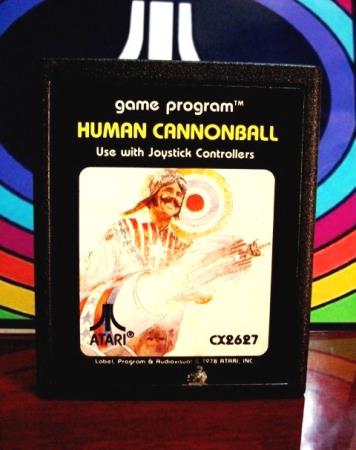 game program™
HUMAN CANNONBALL
Use with Joystick Controllers
ATARI®
CX2627
Label, Program & Audiovisual © 1978 ATARI, INC